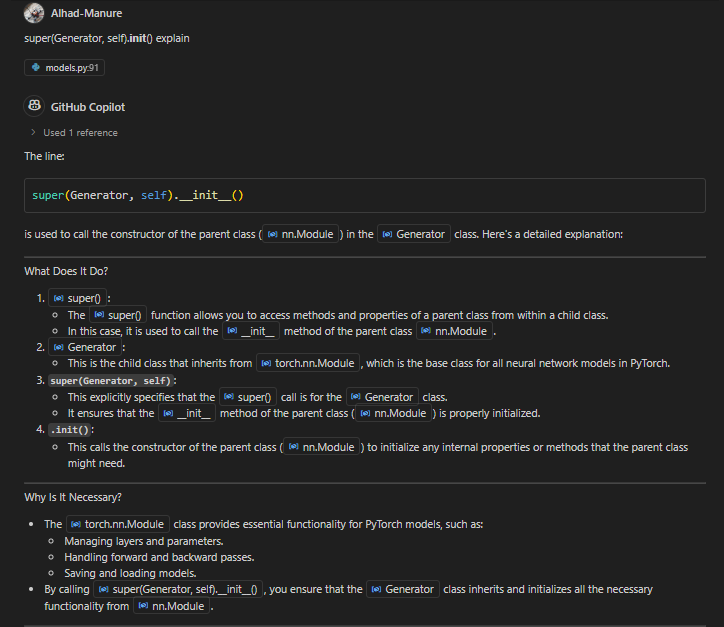 Alhad-Manure
super(Generator, self).init() explain
models.py:91
GitHub Copilot
Used 1 reference
The line:
super(Generator, self).__init__()
is used to call the constructor of the parent class ( nn.Module ) in the Generator class. Here's a detailed explanation:
What Does It Do?
1. super() :
The super() function allows you to access methods and properties of a parent class from within a child class.
In this case, it is used to call the __init__ method of the parent class nn.Module .
2. Generator :
This is the child class that inherits from torch.nn.Module , which is the base class for all neural network models in PyTorch.
3. super(Generator, self):
This explicitly specifies that the super() call is for the Generator class.
It ensures that the __init__ method of the parent class ( nn.Module ) is properly initialized.
4. .init():
This calls the constructor of the parent class ( nn.Module ) to initialize any internal properties or methods that the parent class
might need.
Why Is It Necessary?
The torch.nn.Module class provides essential functionality for PyTorch models, such as:
Managing layers and parameters.
Handling forward and backward passes.
Saving and loading models.
By calling super(Generator, self).__init__() , you ensure that the Generator class inherits and initializes all the necessary
functionality from nn.Module .